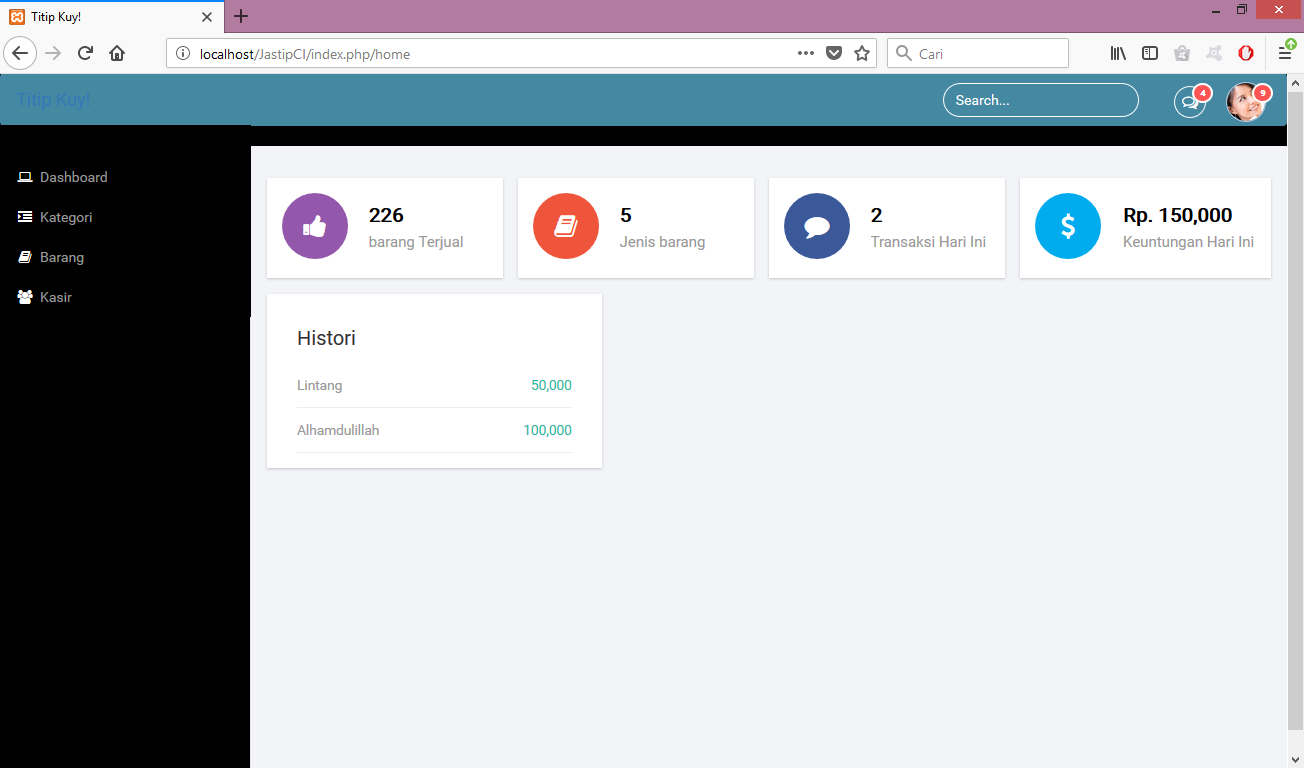 Titip Kuy!
localhost/JastipCI/index.php/home
Cari
Titip Kuy!
Search...
4
9
Dashboard
Kategori
Barang
Kasir
226
barang Terjual
5
Jenis barang
2
Transaksi Hari Ini
$
Rp. 150,000
Keuntungan Hari Ini
Histori
Lintang 50,000
Alhamdulillah 100,000